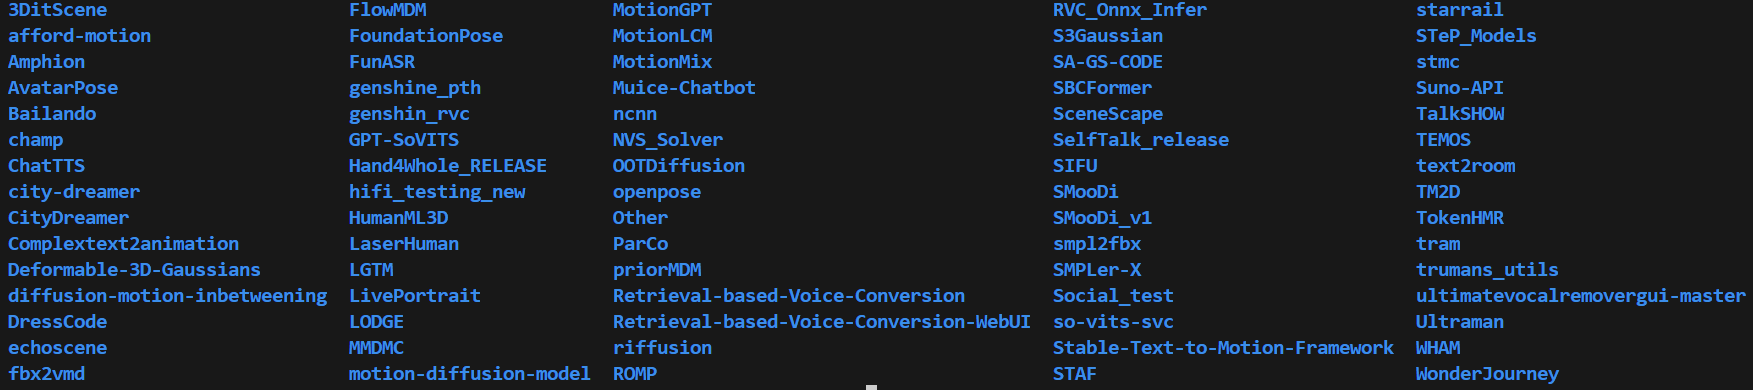 3DitScene FlowMDM MotionGPT RVC_Onnx_Infer starrail
afford-motion FoundationPose MotionLCM S3Gaussian STeP_Models
Amphion FunASR MotionMix SA-GS-CODE stmc
AvatarPose genshine_pth Muice-Chatbot SBCFormer Suno-API
Bailando genshin_rvc ncnn SceneScape TalkSHOW
champ GPT-SoVITS NVS_Solver SelfTalk_release TEMOS
ChatTTS Hand4Whole_RELEASE OOTDiffusion SIFU text2room
city-dreamer hifi_testing_new openpose SMooDi TM2D
CityDreamer HumanML3D Other SMooDi_v1 TokenHMR
Complextext2animation LaserHuman ParCo smpl2fbx tram
Deformable-3D-Gaussians LGTM priorMDM SMPLer-X trumans_utils
diffusion-motion-inbetweening LivePortrait Retrieval-based-Voice-Conversion Social_test ultimatevocalremovergui-master
DressCode LODGE Retrieval-based-Voice-Conversion-WebUI so-vits-svc Ultraman
echoscene MMDMC riffusion Stable-Text-to-Motion-Framework WHAM
fbx2vmd motion-diffusion-model ROMP STAF WonderJourney